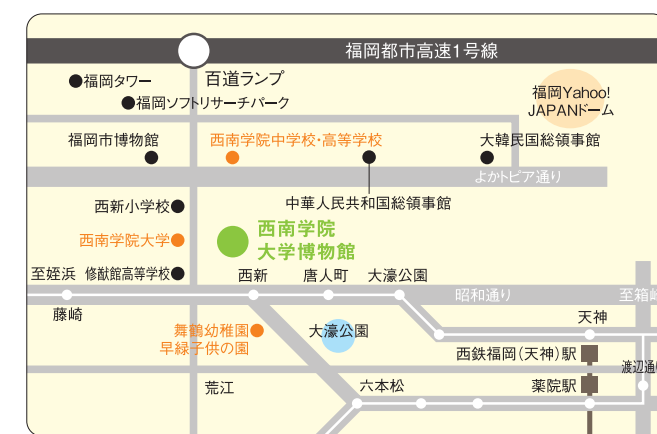 福岡都市高速1号線
百道ランプ
福岡タワー
福岡ソフトリサーチパーク
福岡Yahoo!
JAPANドーム
福岡市博物館
西南学院中学校・高等学校
大韓民国総領事館
よかトピア通り
中華人民共和国総領事館
西新小学校
西南学院大学
西南学院
大学博物館
至姪浜
修猷館高等学校
西新
唐人町
大濠公園
昭和通り
至箱崎
藤崎
天神
舞鶴幼稚園
早緑子供の園
大濠公園
西鉄福岡(天神)駅
渡辺通り
荒江
六本松
薬院駅